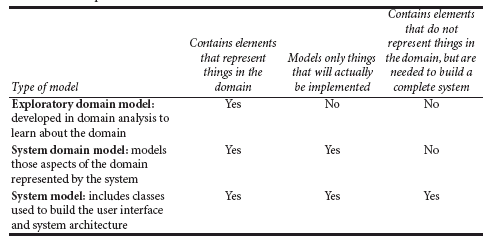 Contains elements
that do not
Contains elements represent things in
that represent Models only things the domain, but are
things in the that will actually needed to build a
Type of model domain be implemented complete system
Exploratory domain model: Yes No No
developed in domain analysis to
learn about the domain
System domain model: models Yes Yes No
those aspects of the domain
represented by the system
System model: includes classes Yes Yes Yes
used to build the user interface
and system architecture